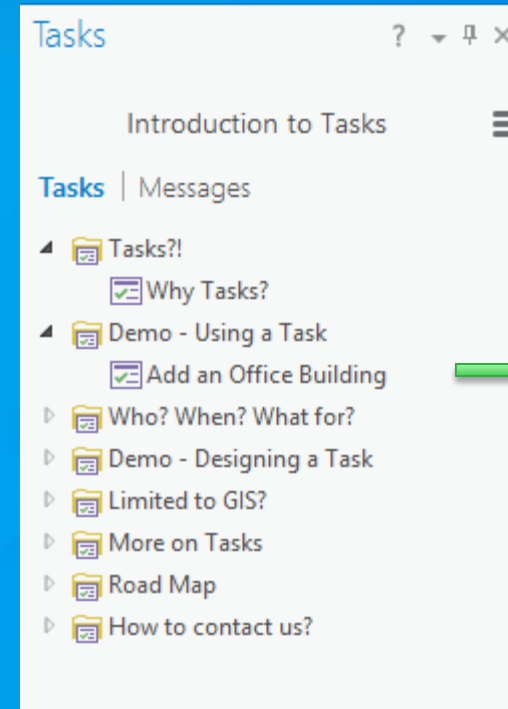 Tasks ?
Introduction to Tasks
Tasks | Messages
Tasks?!
Why Tasks?
Demo - Using a Task
Add an Office Building
Who? When? What for?
Demo - Designing a Task
Limited to GIS?
More on Tasks
Road Map
How to contact us?